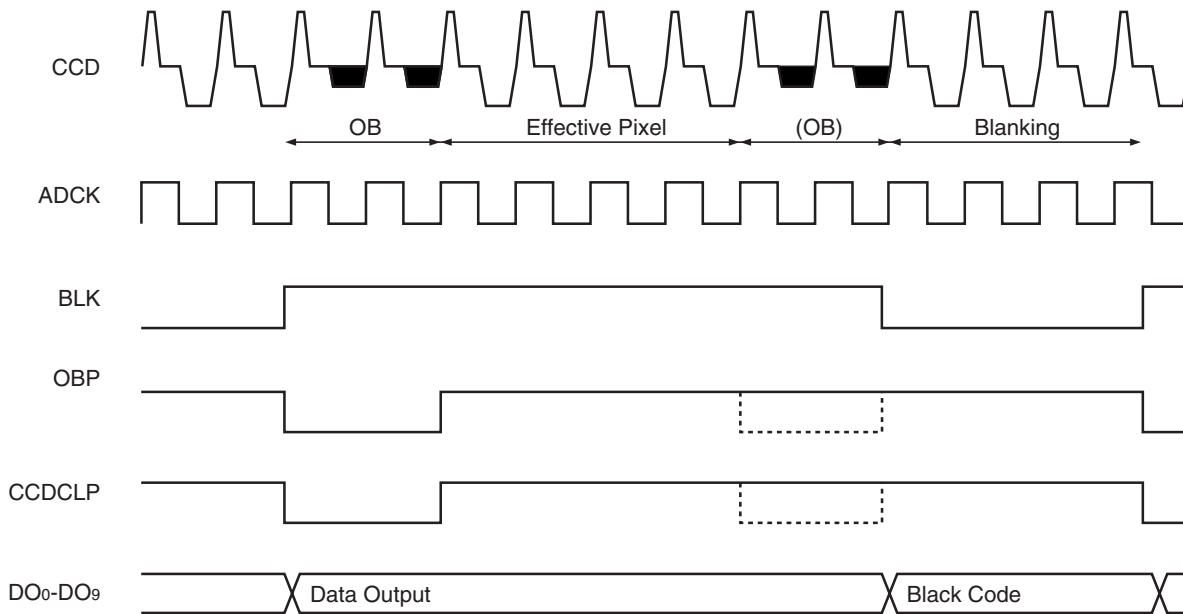 CCD
OB
Effective Pixel
(OB)
Blanking
ADCK
BLK
OBP
CCDCLP
DO0-DO9
Data Output
Black Code